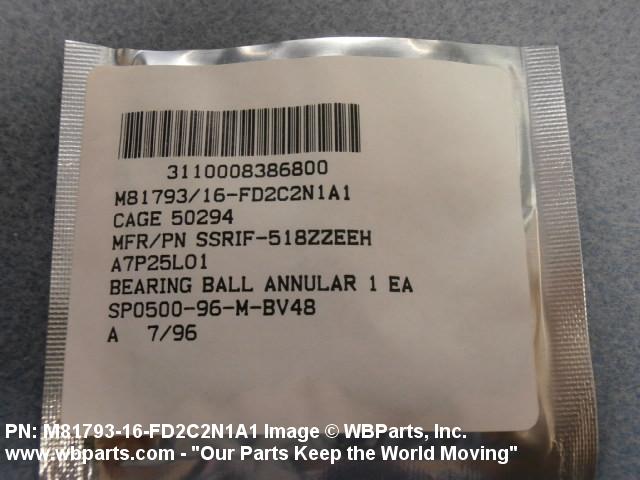 3110008386800
M81793/16-FD2C2N1A1
CAGE 50294
MFR/PN SSRIF-518ZZEEH
A7P25L01
BEARING BALL ANNULAR 1 EA
SP0500-96-M-BV48
A 7/96
PN: M81793-16-FD2C2N1A1 Image © WBParts, Inc.
www.wbparts.com - "Our Parts Keep the World Moving"